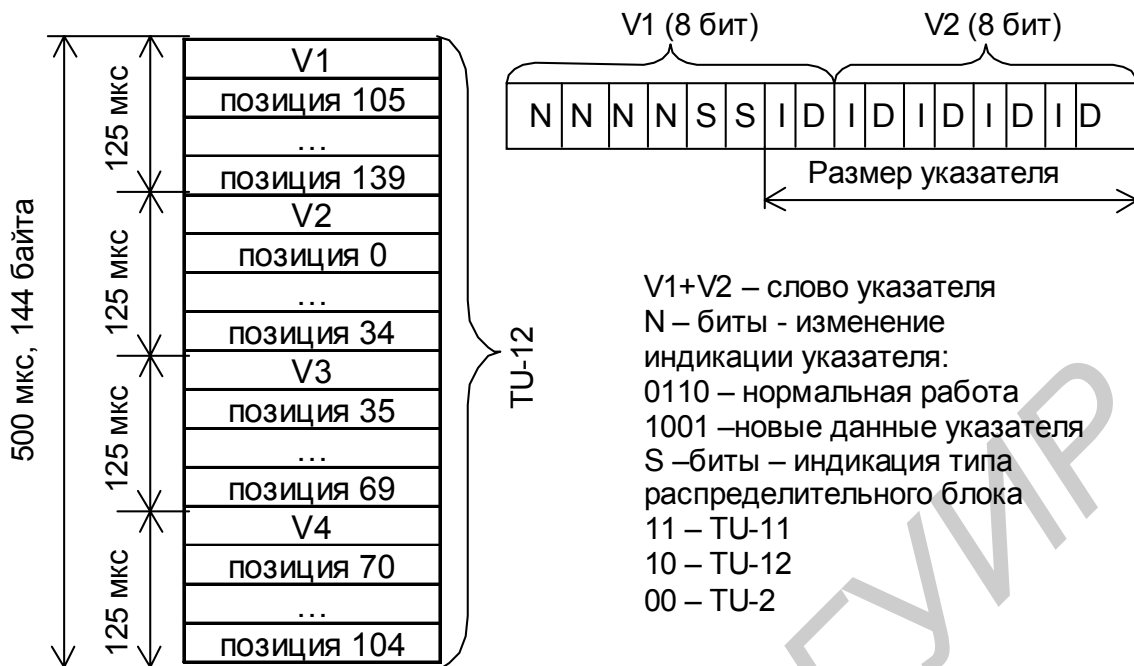 500 мкс, 144 байта
125 мкс
125 мкс
125 мкс
125 мкс
V1
позиция 105
...
позиция 139
V2
позиция 0
...
позиция 34
V3
позиция 35
...
позиция 69
V4
позиция 70
...
позиция 104
TU-12
V1 (8 бит) V2 (8 бит)
N N N N S S I D I D I D I D I D
Размер указателя
V1+V2 – слово указателя
N – биты - изменение
индикации указателя:
0110 – нормальная работа
1001 –новые данные указателя
S –биты – индикация типа
распределительного блока
11 – TU-11
10 – TU-12
00 – TU-2
ГУИР